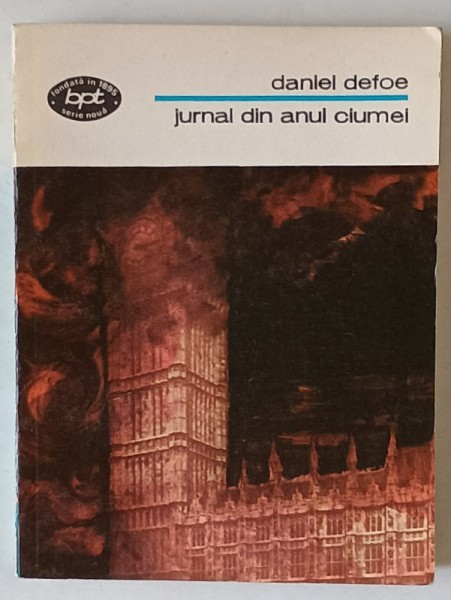 fondată în 1895
bpt
serie nouă
daniel defoe
jurnal din anul ciumei